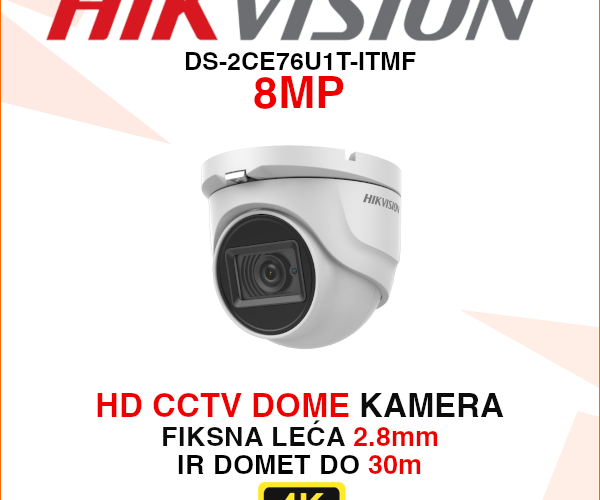 HIKVISION
DS-2CE76U1T-ITMF
8MP
HIKVISION
HD CCTV DOME KAMERA
FIKSNA LEĆA 2.8mm
IR DOMET DO 30m
4K